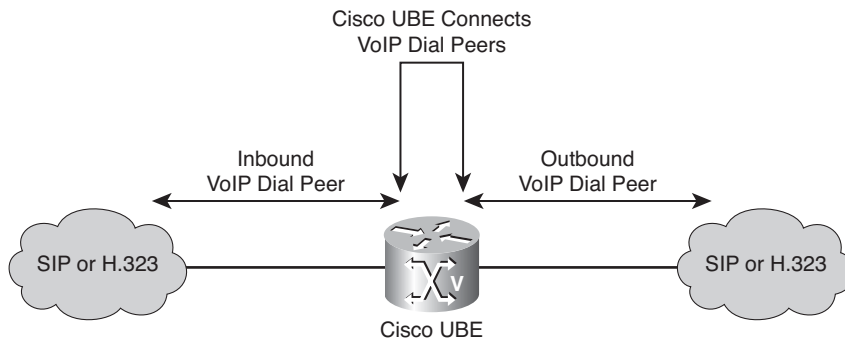 Cisco UBE Connects
VoIP Dial Peers
Inbound
VoIP Dial Peer
Outbound
VoIP Dial Peer
SIP or H.323
V
SIP or H.323
Cisco UBE